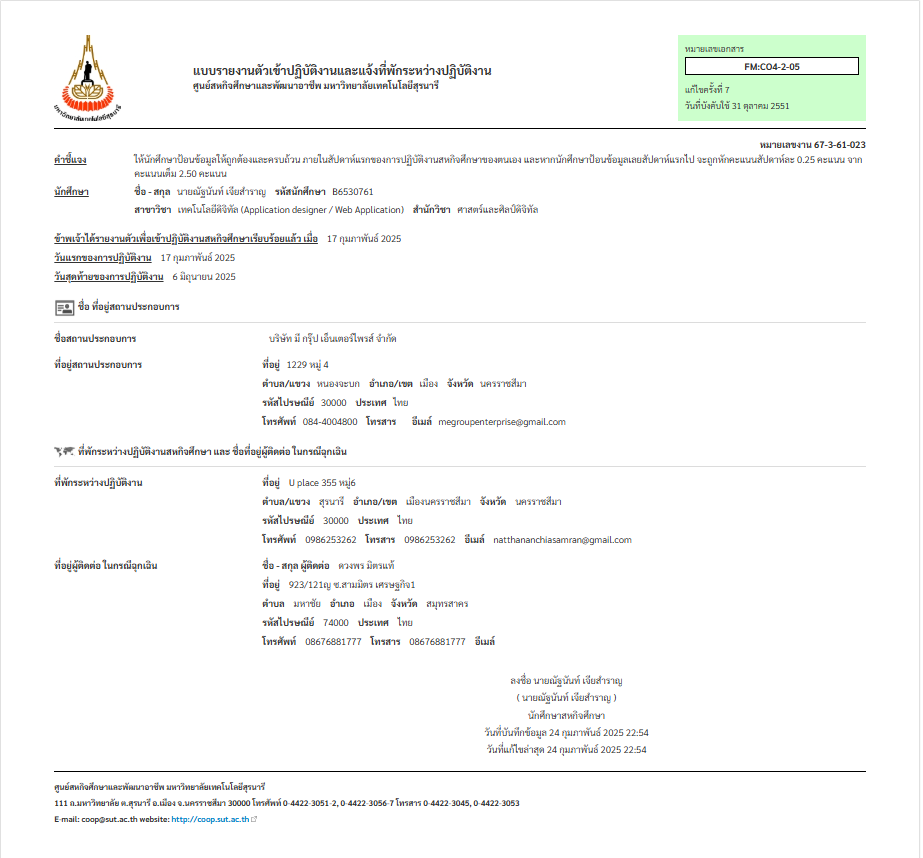 มหาวิทยาลัยเทคโนโลยีสุรนารี
แบบรายงานตัวเข้าปฏิบัติงานและแจ้งที่พักระหว่างปฏิบัติงาน
ศูนย์สหกิจศึกษาและพัฒนาอาชีพ มหาวิทยาลัยเทคโนโลยีสุรนารี
หมายเลขเอกสาร
FM:CO4-2-05
แก้ไขครั้งที่ 7
วันที่บังคับใช้ 31 ตุลาคม 2551
หมายเลขงาน 67-3-61-023
คำชี้แจง ให้นักศึกษาป้อนข้อมูลให้ถูกต้องและครบถ้วน ภายในสัปดาห์แรกของการปฏิบัติงานสหกิจศึกษาของตนเอง และหากนักศึกษาป้อนข้อมูลเลยสัปดาห์แรกไป จะถูกหักคะแนนสัปดาห์ละ 0.25 คะแนน จาก
คะแนนเต็ม 2.50 คะแนน
นักศึกษา ชื่อ - สกุล นายณัฐนันท์ เจียสำราญ รหัสนักศึกษา B6530761
สาขาวิชา เทคโนโลยีดิจิทัล (Application designer / Web Application) สำนักวิชา ศาสตร์และศิลป์ดิจิทัล
ข้าพเจ้าได้รายงานตัวเพื่อเข้าปฏิบัติงานสหกิจศึกษาเรียบร้อยแล้ว เมื่อ 17 กุมภาพันธ์ 2025
วันแรกของการปฏิบัติงาน 17 กุมภาพันธ์ 2025
วันสุดท้ายของการปฏิบัติงาน 6 มิถุนายน 2025
ชื่อ ที่อยู่สถานประกอบการ
ชื่อสถานประกอบการ บริษัท มี กรุ๊ป เอ็นเตอร์ไพรส์ จำกัด
ที่อยู่สถานประกอบการ ที่อยู่ 1229 หมู่ 4
ตำบล/แขวง หนองจะบก อำเภอ/เขต เมือง จังหวัด นครราชสีมา
รหัสไปรษณีย์ 30000 ประเทศ ไทย
โทรศัพท์ 084-4004800 โทรสาร อีเมล์ megroupenterprise@gmail.com
ที่พักระหว่างปฏิบัติงานสหกิจศึกษา และ ชื่อที่อยู่ผู้ติดต่อ ในกรณีฉุกเฉิน
ที่พักระหว่างปฏิบัติงาน ที่อยู่ U place 355 หมู่6
ตำบล/แขวง สุรนารี อำเภอ/เขต เมืองนครราชสีมา จังหวัด นครราชสีมา
รหัสไปรษณีย์ 30000 ประเทศ ไทย
โทรศัพท์ 0986253262 โทรสาร 0986253262 อีเมล์ natthananchiasamran@gmail.com
ที่อยู่ผู้ติดต่อ ในกรณีฉุกเฉิน ชื่อ - สกุล ผู้ติดต่อ ดวงพร มิตรแท้
ที่อยู่ 923/121ญ ซ.สามมิตร เศรษฐกิจ1
ตำบล มหาชัย อำเภอ เมือง จังหวัด สมุทรสาคร
รหัสไปรษณีย์ 74000 ประเทศ ไทย
โทรศัพท์ 08676881777 โทรสาร 08676881777 อีเมล์
ลงชื่อ นายณัฐนันท์ เจียสำราญ
( นายณัฐนันท์ เจียสำราญ )
นักศึกษาสหกิจศึกษา
วันที่บันทึกข้อมูล 24 กุมภาพันธ์ 2025 22:54
วันที่แก้ไขล่าสุด 24 กุมภาพันธ์ 2025 22:54
ศูนย์สหกิจศึกษาและพัฒนาอาชีพ มหาวิทยาลัยเทคโนโลยีสุรนารี
111 ถ.มหาวิทยาลัย ต.สุรนารี อ.เมือง จ.นครราชสีมา 30000 โทรศัพท์ 0-4422-3051-2, 0-4422-3056-7 โทรสาร 0-4422-3045, 0-4422-3053
E-mail: coop@sut.ac.th website: http://coop.sut.ac.th